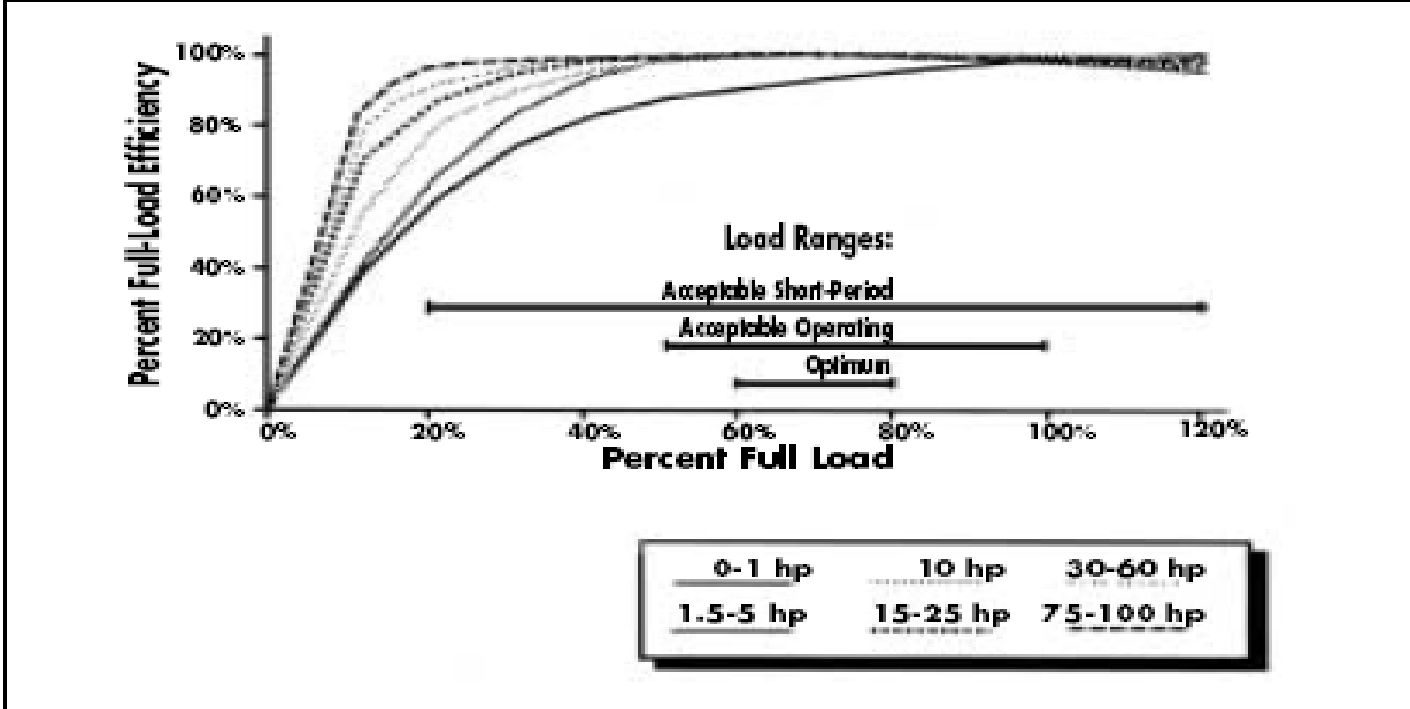 Percent Full-Load Efficiency
100%
80%
60%
40%
20%
0%
Load Ranges:
Acceptable Short-Period
Acceptable Operating
Optimum
0% 20% 40% 60% 80% 100% 120%
Percent Full Load
0-1 hp 10 hp 30-60 hp
1.5-5 hp 15-25 hp 75-100 hp